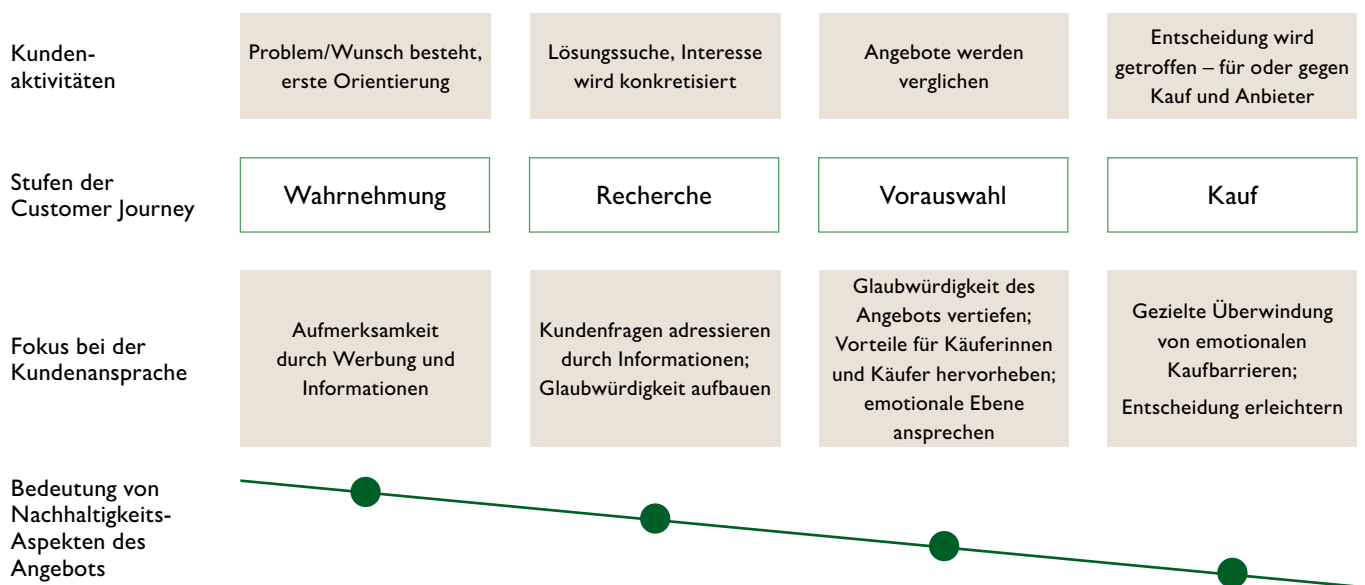 Kunden-
aktivitäten
Problem/Wunsch besteht,
erste Orientierung
Lösungssuche, Interesse
wird konkretisiert
Angebote werden
verglichen
Entscheidung wird
getroffen – für oder gegen
Kauf und Anbieter
Stufen der
Customer Journey
Wahrnehmung
Recherche
Vorauswahl
Kauf
Fokus bei der
Kundenansprache
Aufmerksamkeit
durch Werbung und
Informationen
Kundenfragen adressieren
durch Informationen;
Glaubwürdigkeit aufbauen
Glaubwürdigkeit des
Angebots vertiefen;
Vorteile für Käuferinnen
und Käufer hervorheben;
emotionale Ebene
ansprechen
Gezielte Überwindung
von emotionalen
Kaufbarrieren;
Entscheidung erleichtern
Bedeutung von
Nachhaltigkeits-
Aspekten des
Angebots